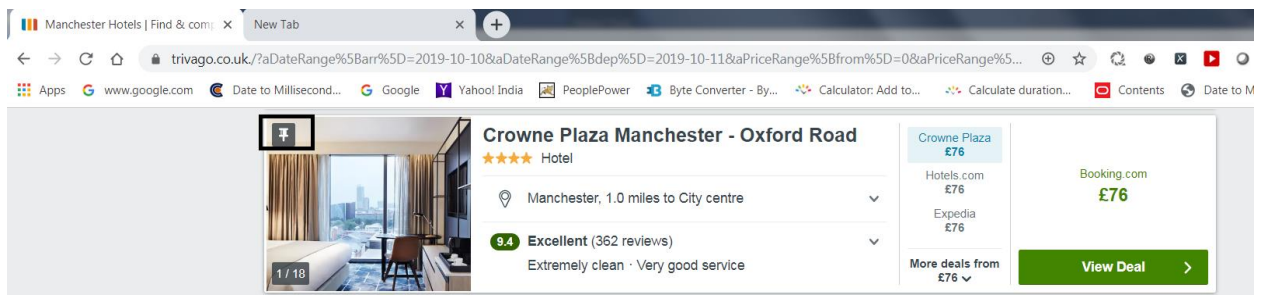 Manchester Hotels | Find & comp
New Tab
trivago.co.uk/?aDateRange%5Barr%5D=2019-10-10&aDateRange%5Bdep%5D=2019-10-11&aPriceRange%5Bfrom%5D=0&aPriceRange%5...
Apps
www.google.com
Date to Millisecond...
Google
Yahoo! India
PeoplePower
Byte Converter - By...
Calculator: Add to...
Calculate duration...
Contents
Date to M
Crowne Plaza Manchester - Oxford Road
Hotel
Manchester, 1.0 miles to City centre
9.4 Excellent (362 reviews)
Extremely clean · Very good service
1 / 18
Crowne Plaza
£76
Hotels.com
£76
Expedia
£76
More deals from
£76
Booking.com
£76
View Deal